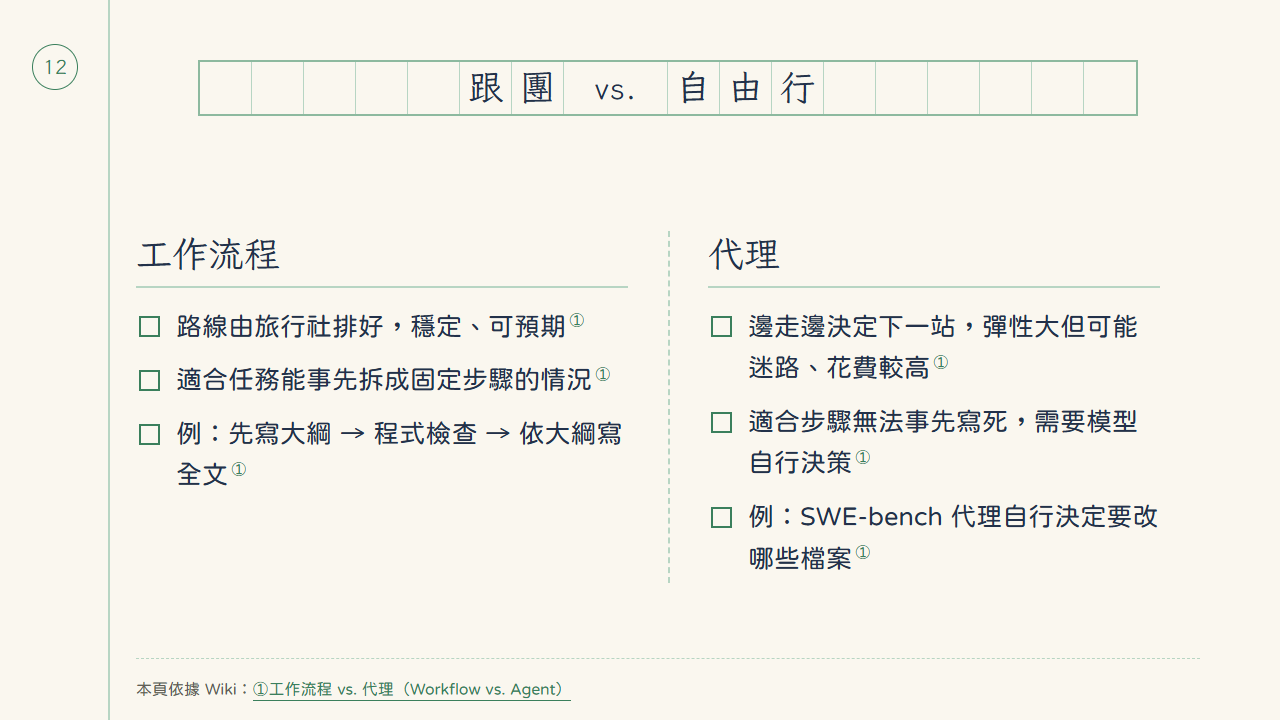 12
跟團 vs. 自由行
工作流程
路線由旅行社排好，穩定、可預期①
適合任務能事先拆成固定步驟的情況①
例：先寫大綱 → 程式檢查 → 依大綱寫
全文①
代理
邊走邊決定下一站，彈性大但可能
迷路、花費較高①
適合步驟無法事先寫死，需要模型
自行決策①
例：SWE-bench 代理自行決定要改
哪些檔案①
本頁依據 Wiki：①工作流程 vs. 代理（Workflow vs. Agent）